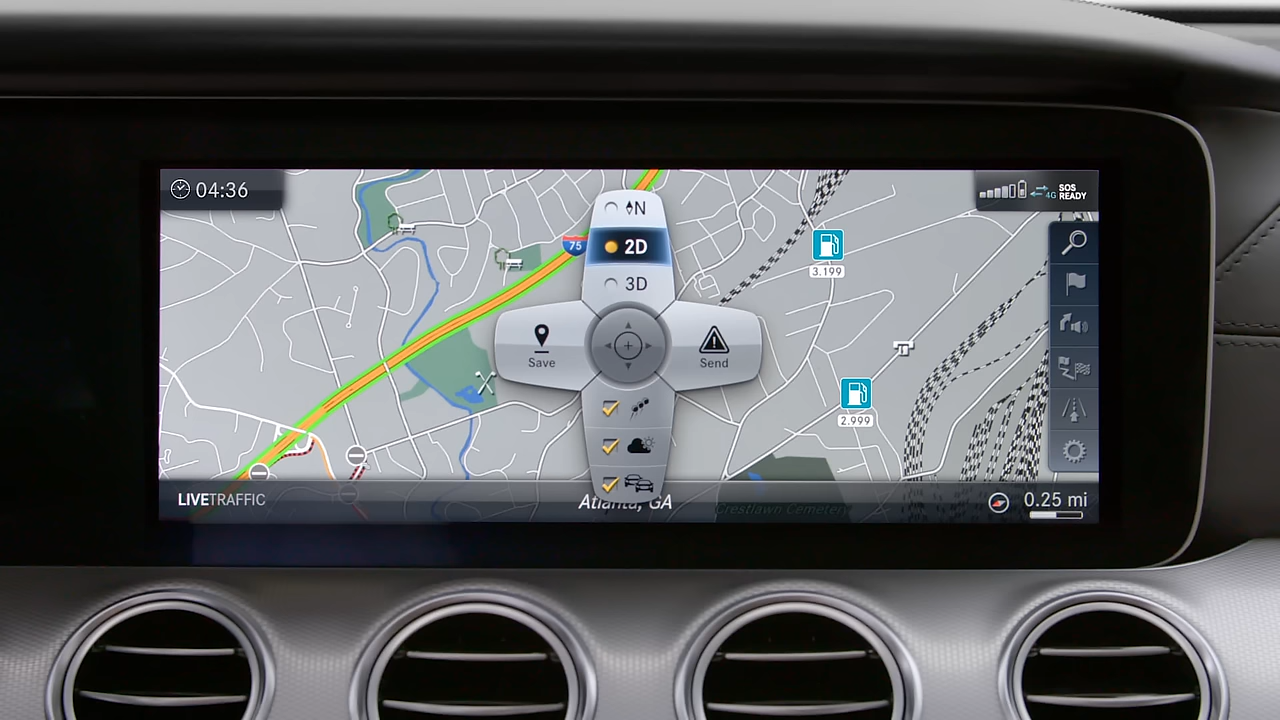 04:36
SOS
READY
4G
N
2D
3D
75
3.199
Save
Send
2.999
LIVETRAFFIC
Atlanta, GA
Crestlawn Cemetery
0.25 mi